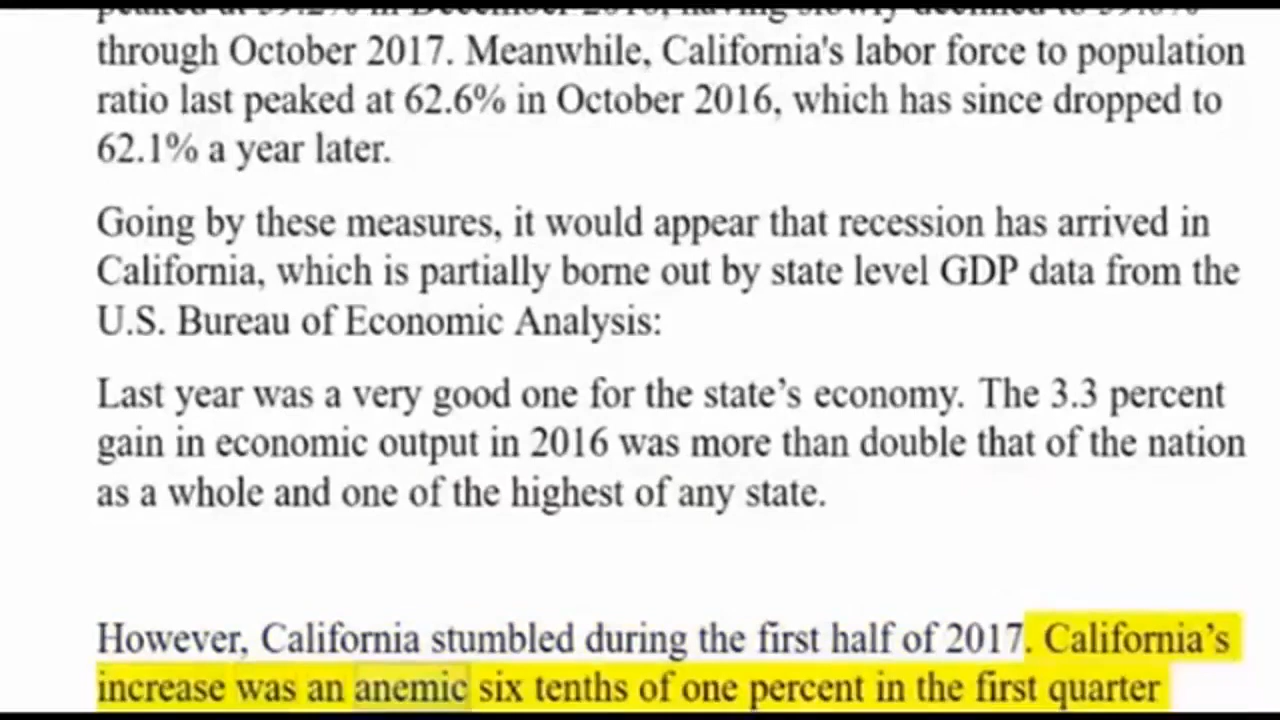 through October 2017. Meanwhile, California's labor force to population
ratio last peaked at 62.6% in October 2016, which has since dropped to
62.1% a year later.
Going by these measures, it would appear that recession has arrived in
California, which is partially borne out by state level GDP data from the
U.S. Bureau of Economic Analysis:
Last year was a very good one for the state’s economy. The 3.3 percent
gain in economic output in 2016 was more than double that of the nation
as a whole and one of the highest of any state.
However, California stumbled during the first half of 2017. California’s
increase was an anemic six tenths of one percent in the first quarter